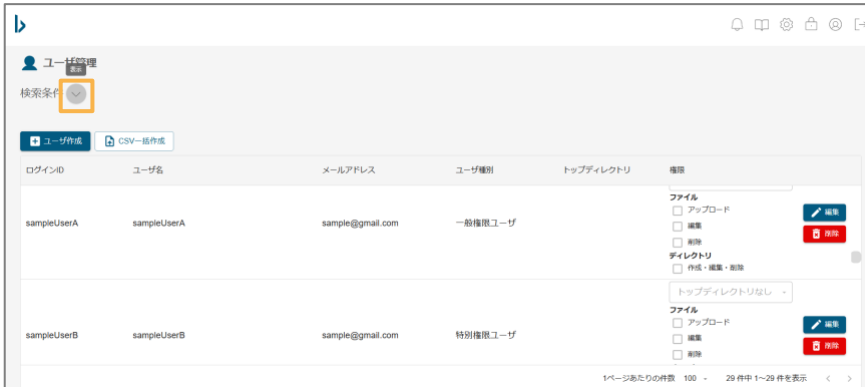 ユーザ管理
表示
検索条件
ユーザ作成 CSV一括作成
ログインID ユーザ名 メールアドレス ユーザ種別 トップディレクトリ 権限
ファイル
アップロード
編集
削除
ディレクトリ
作成・編集・削除
sampleUserA sampleUserA sample@gmail.com 一般権限ユーザ
編集
削除
トップディレクトリなし
ファイル
アップロード
編集
削除
sampleUserB sampleUserB sample@gmail.com 特別権限ユーザ
編集
削除
1ページあたりの件数 100 29 件中 1~29 件を表示